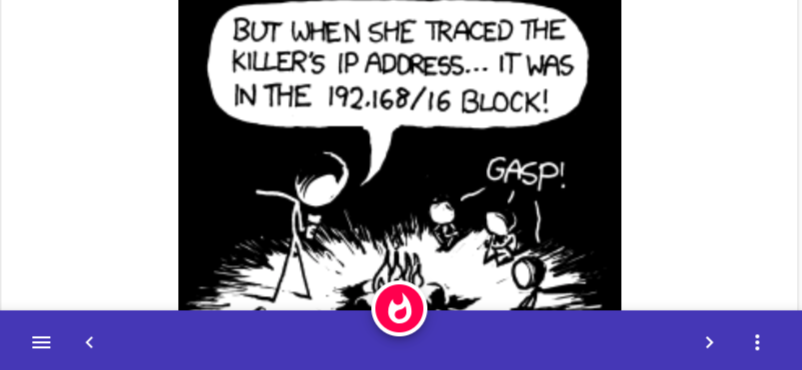 BUT WHEN SHE TRACED THE
KILLER'S IP ADDRESS... IT WAS
IN THE 192.168/16 BLOCK!
GASP!